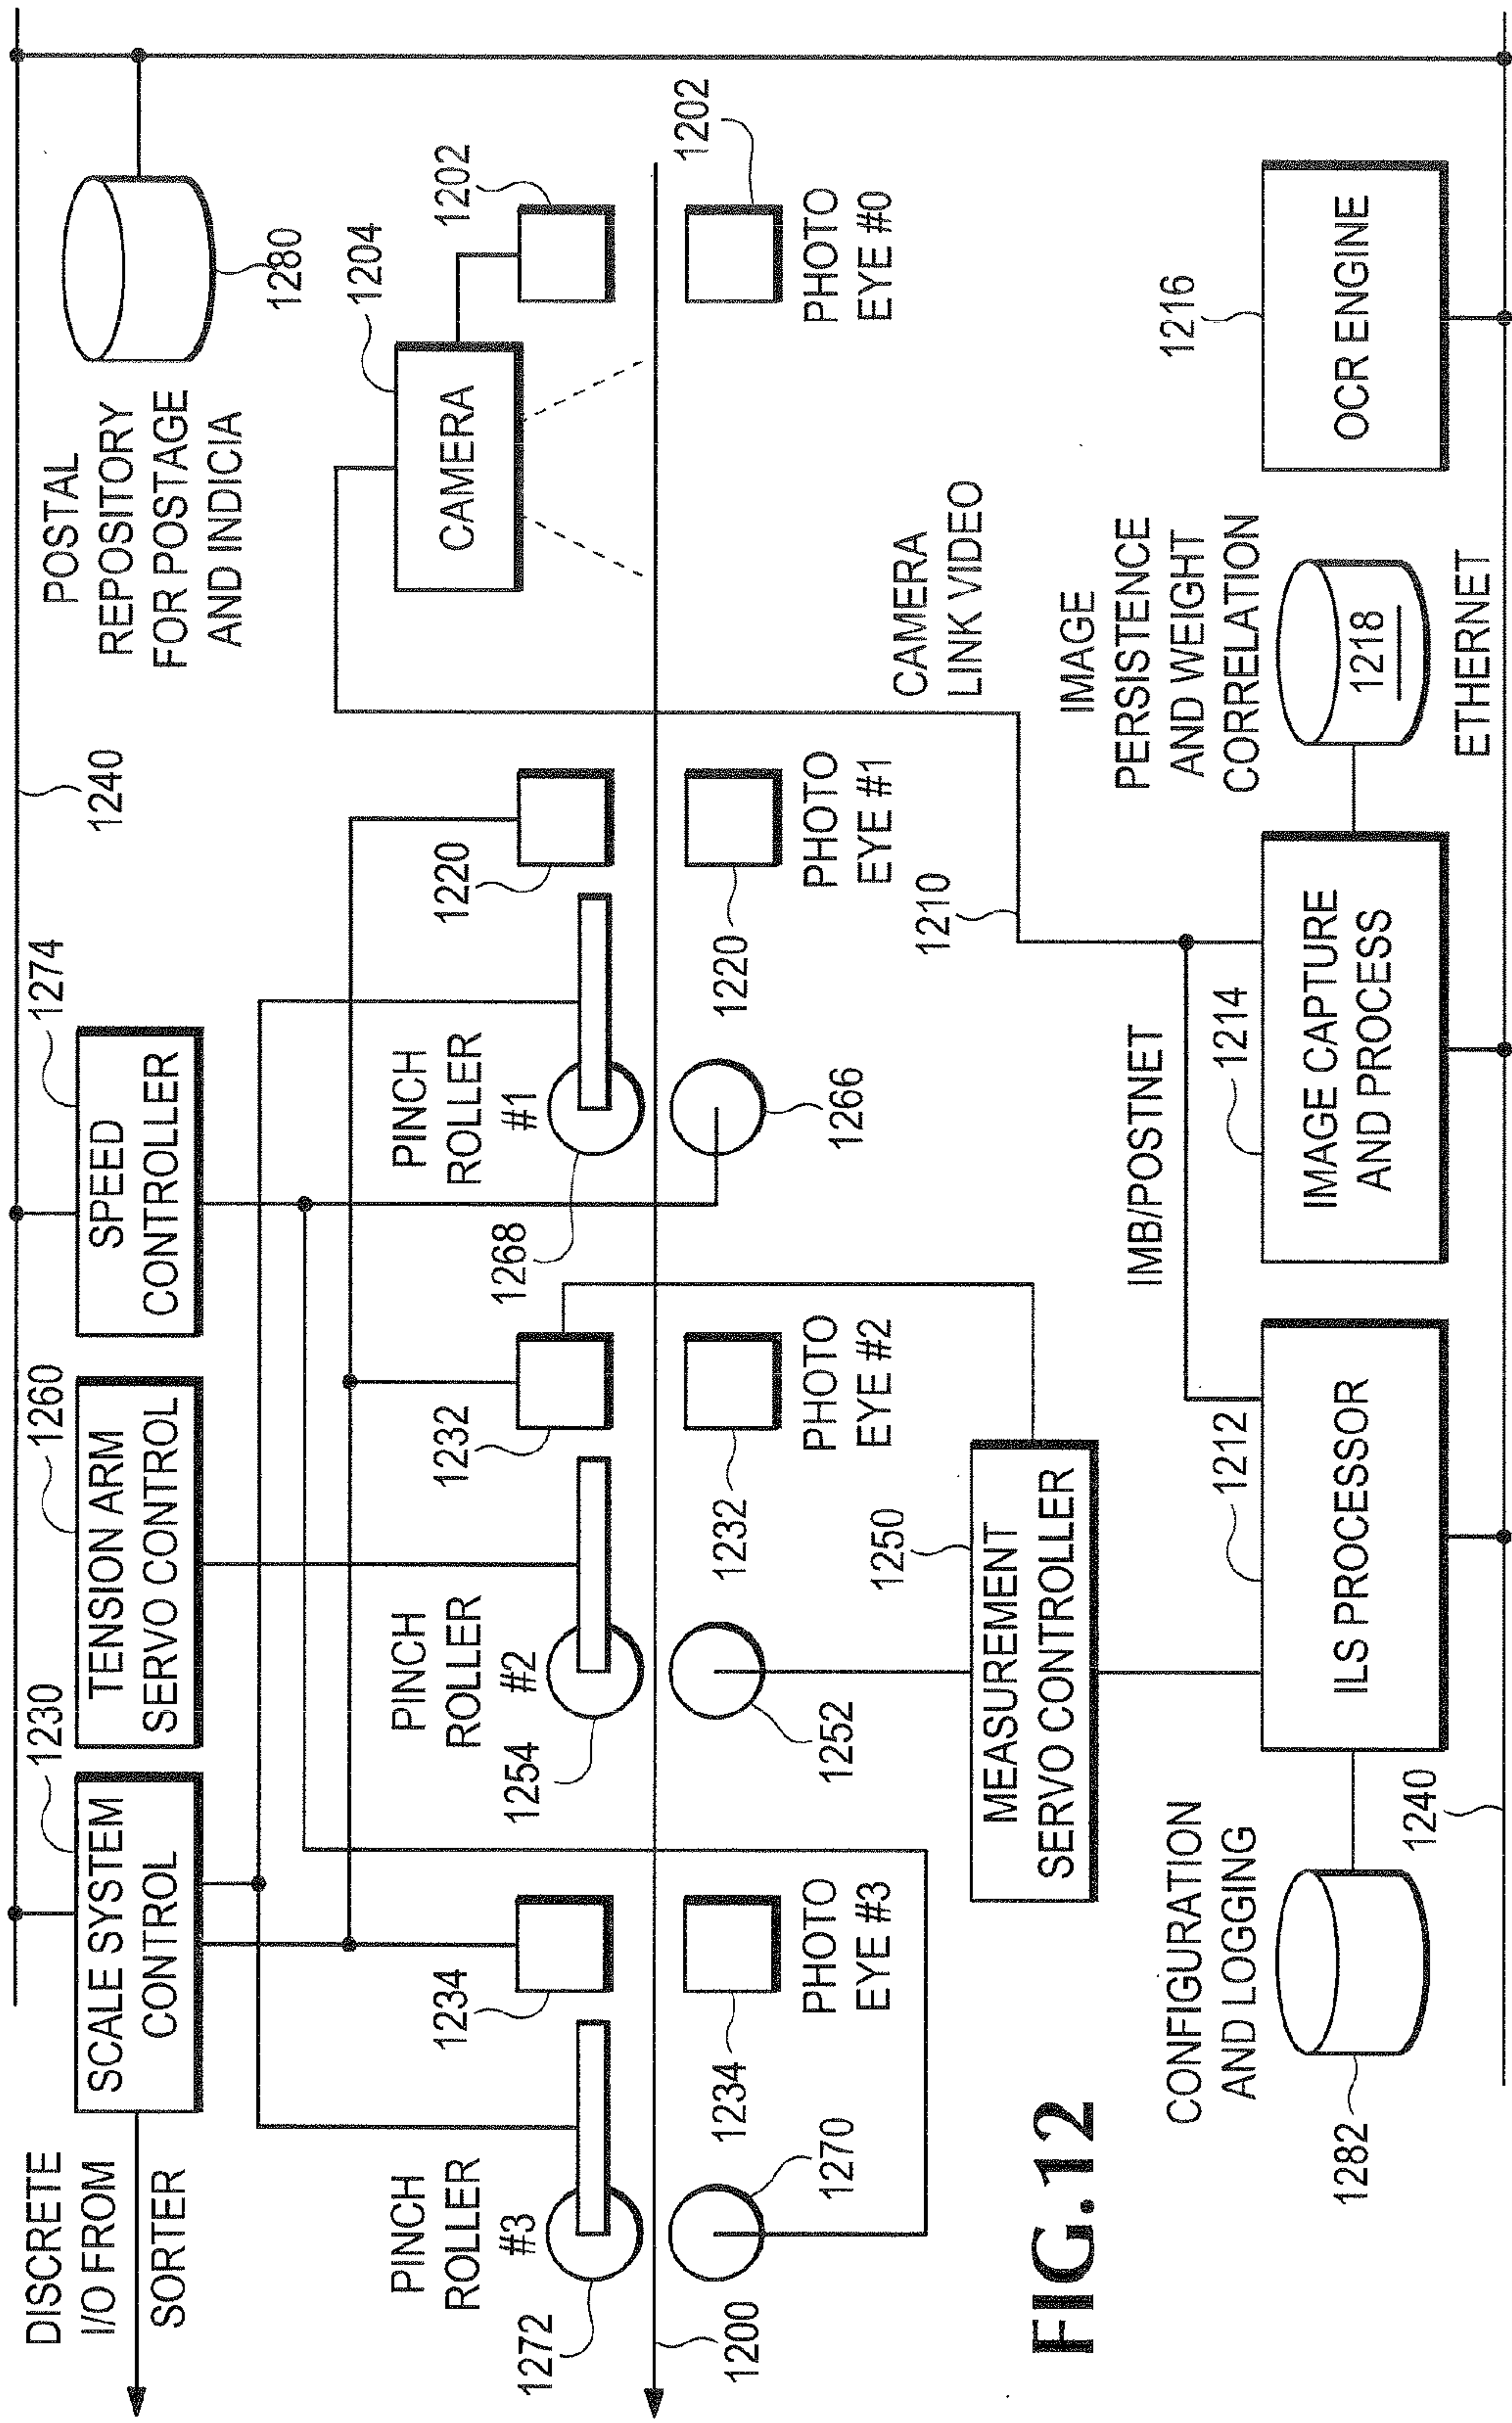 DISCRETE
I/O FROM
SORTER
1230
SCALE SYSTEM
CONTROL
1260
TENSION ARM
SERVO CONTROL
1274
SPEED
CONTROLLER
1240
POSTAL
REPOSITORY
FOR POSTAGE
AND INDICIA
1280
PINCH
ROLLER
#3
1272
1234
PINCH
ROLLER
#2
1254
1232
PINCH
ROLLER
#1
1268
1220
CAMERA
1204
1202
1200
1270
1234
PHOTO
EYE #3
1252
1232
PHOTO
EYE #2
1266
1220
PHOTO
EYE #1
1202
PHOTO
EYE #0
1250
MEASUREMENT
SERVO CONTROLLER
1210
CAMERA
LINK VIDEO
FIG.12
IMB/POSTNET
CONFIGURATION
AND LOGGING
1282
1240
1212
ILS PROCESSOR
1214
IMAGE CAPTURE
AND PROCESS
IMAGE
PERSISTENCE
AND WEIGHT
CORRELATION
1218
ETHERNET
1216
OCR ENGINE